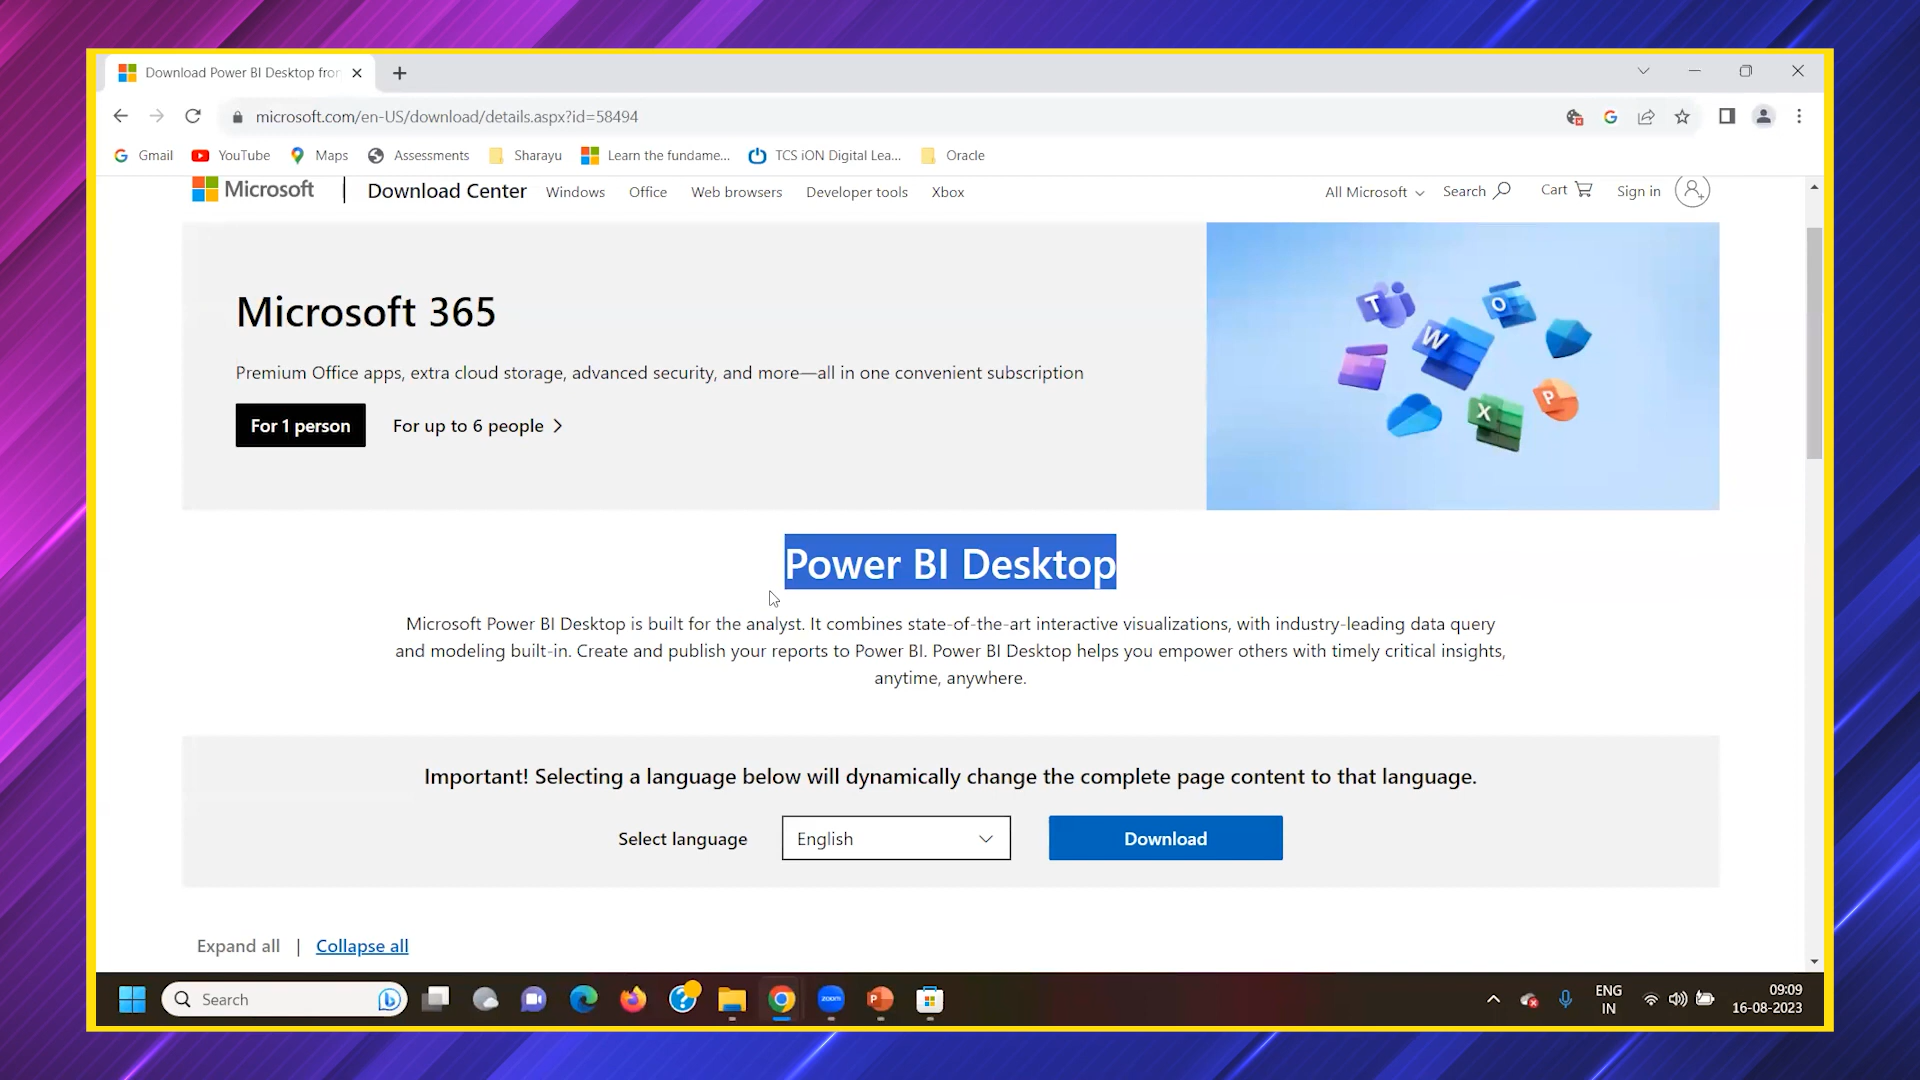 Download Power BI Desktop fror
microsoft.com/en-US/download/details.aspx?id=58494
Gmail YouTube Maps Assessments Sharayu Learn the fundame... TCS iON Digital Lea... Oracle
Microsoft Download Center Windows Office Web browsers Developer tools Xbox All Microsoft Search Cart Sign in
Microsoft 365
Premium Office apps, extra cloud storage, advanced security, and more—all in one convenient subscription
For 1 person For up to 6 people
T O W X P
Power BI Desktop
Microsoft Power BI Desktop is built for the analyst. It combines state-of-the-art interactive visualizations, with industry-leading data query
and modeling built-in. Create and publish your reports to Power BI. Power BI Desktop helps you empower others with timely critical insights,
anytime, anywhere.
Important! Selecting a language below will dynamically change the complete page content to that language.
Select language English Download
Expand all | Collapse all
Search zoom P ENG 09:09
IN 16-08-2023